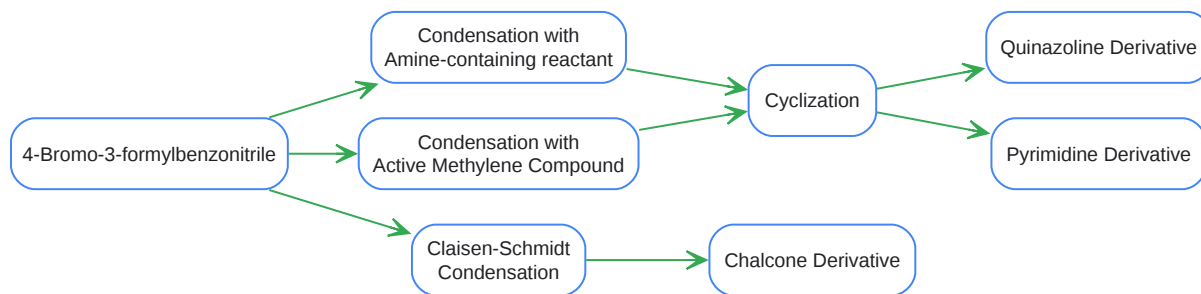 Condensation with
Amine-containing reactant
Quinazoline Derivative
Cyclization
4-Bromo-3-formylbenzonitrile
Condensation with
Active Methylene Compound
Pyrimidine Derivative
Claisen-Schmidt
Condensation
Chalcone Derivative